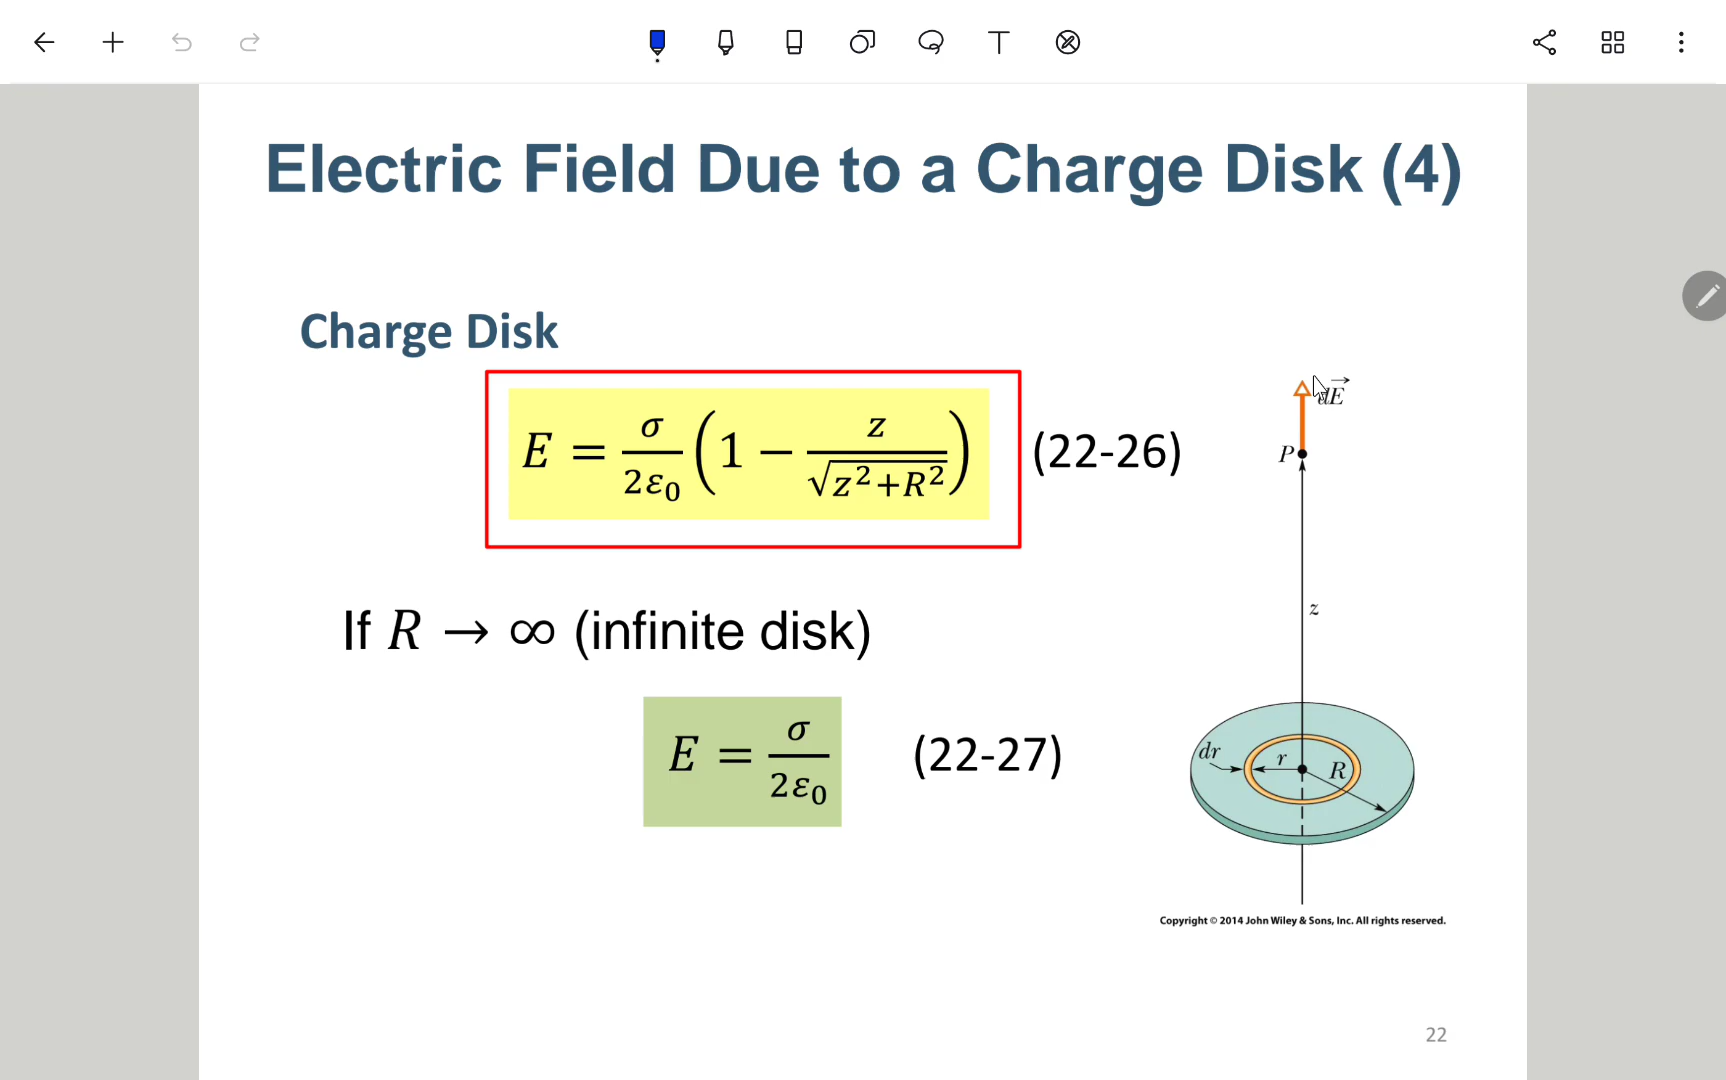 Electric Field Due to a Charge Disk (4)
Charge Disk
E = σ/2ε₀ (1 − z/√z²+R²) (22-26)
If R → ∞ (infinite disk)
E = σ/2ε₀ (22-27)
dE⃗
P
z
dr
r
R
Copyright © 2014 John Wiley & Sons, Inc. All rights reserved.
22